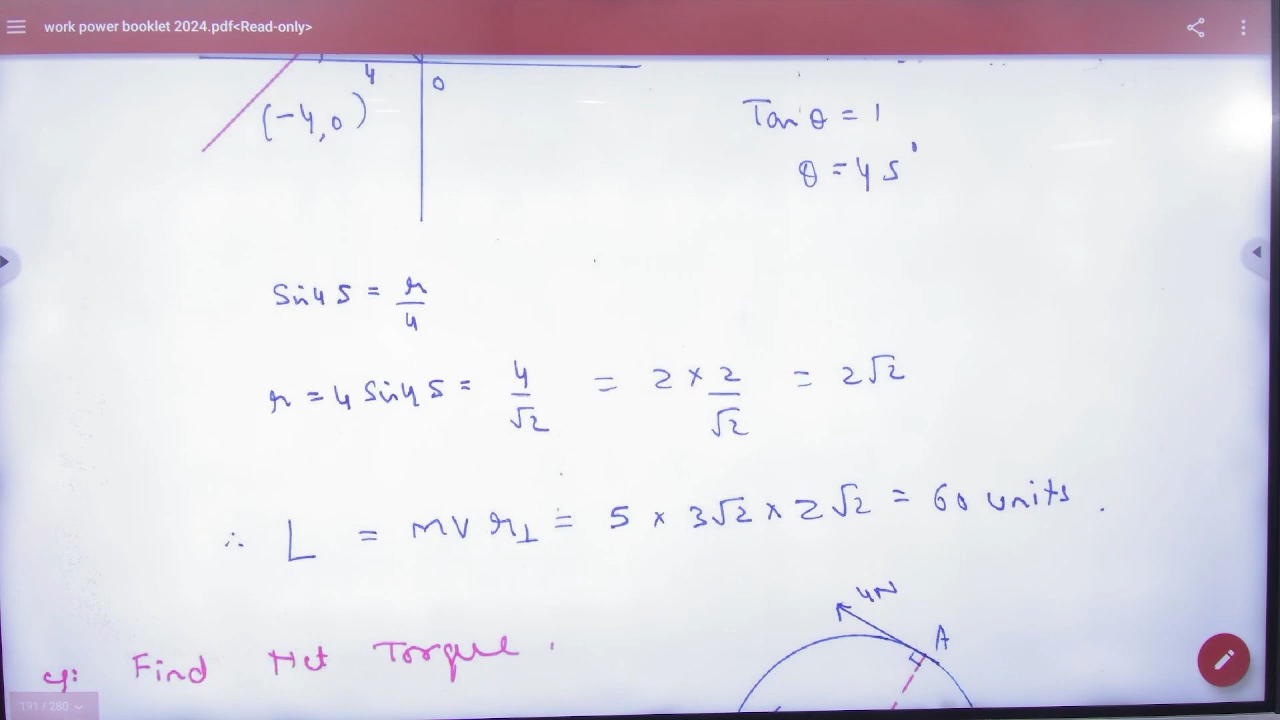 work power booklet 2024.pdf<Read-only>
4
0
(-4,0)
Tan θ = 1
θ = 45°
Sin45 = r/4
r = 4 Sin45 = 4/√2 = 2 × 2/√2 = 2√2
∴ L = mvr⊥ = 5 × 3√2 × 2√2 = 60 units.
4N
A
Find Net Torque.
191 / 280